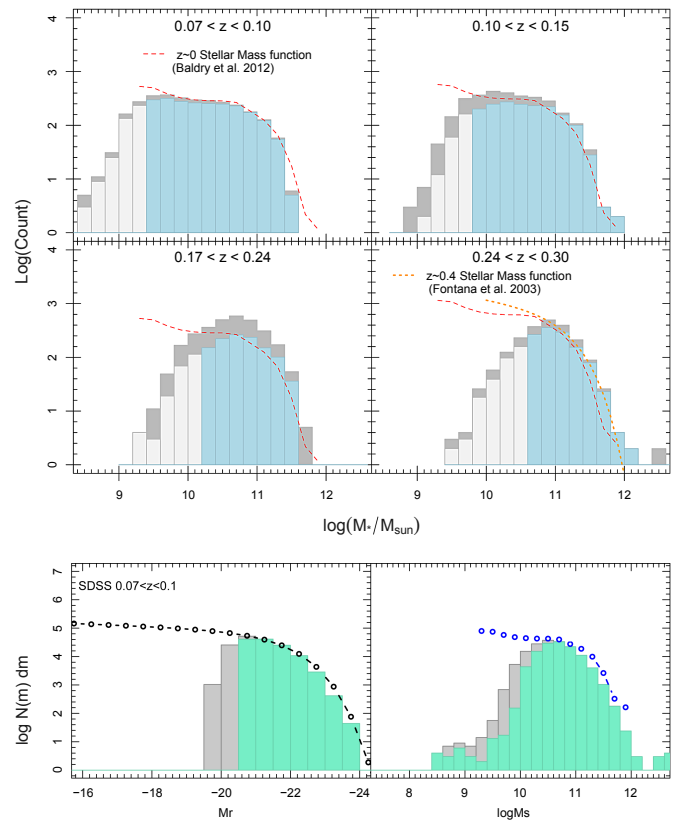 0.07 < z < 0.10
0.10 < z < 0.15
z~0 Stellar Mass function
(Baldry et al. 2012)
4
3
2
1
0
Log(Count)
0.17 < z < 0.24
0.24 < z < 0.30
z~0.4 Stellar Mass function
(Fontana et al. 2003)
4
3
2
1
0
9 10 11 12 9 10 11 12
log(M*/Msun)
SDSS 0.07<z<0.1
7
6
5
4
3
2
1
0
log N(m) dm
−16 −20 −22 −24 8 9 10 11 12
Mr logMs